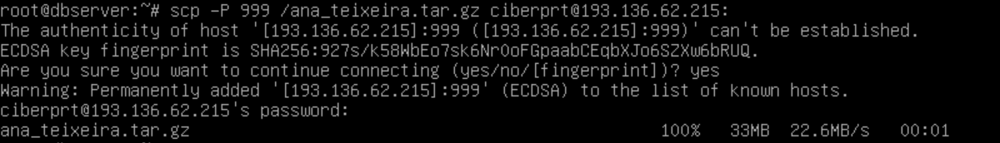 root@dbserver:~# scp -P 999 /ana_teixeira.tar.gz ciberprt@193.136.62.215:
The authenticity of host '[193.136.62.215]:999 ([193.136.62.215]:999)' can't be established.
ECDSA key fingerprint is SHA256:927s/k58WbEo7sk6Nr0oFGpaabCEqbXJo6SZXw6bRUQ.
Are you sure you want to continue connecting (yes/no/[fingerprint])? yes
Warning: Permanently added '[193.136.62.215]:999' (ECDSA) to the list of known hosts.
ciberprt@193.136.62.215's password:
ana_teixeira.tar.gz 100% 33MB 22.6MB/s 00:01